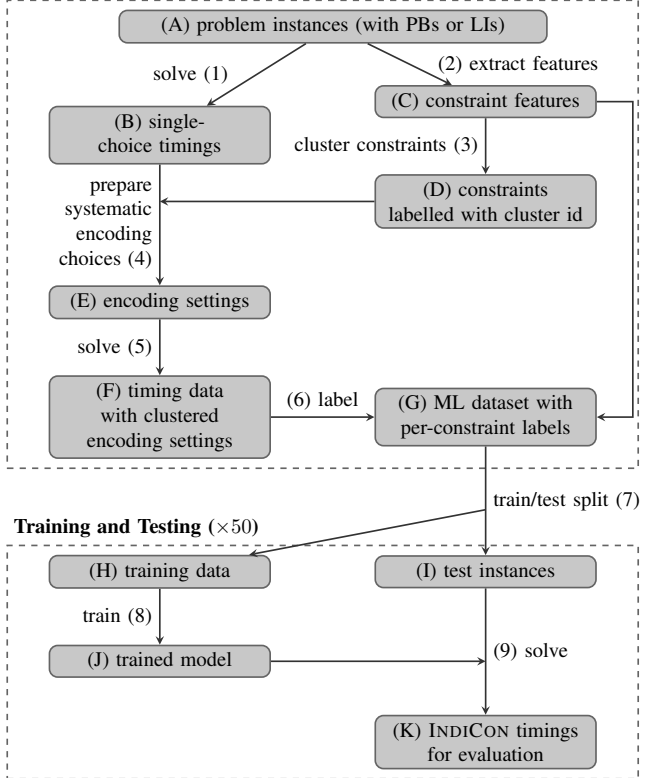 (A) problem instances (with PBs or LIs)
solve (1)
(2) extract features
(B) single-
choice timings
(C) constraint features
cluster constraints (3)
prepare
systematic
encoding
choices (4)
(D) constraints
labelled with cluster id
(E) encoding settings
solve (5)
(F) timing data
with clustered
encoding settings
(6) label
(G) ML dataset with
per-constraint labels
train/test split (7)
Training and Testing (×50)
(H) training data
(I) test instances
train (8)
(9) solve
(J) trained model
(K) INDICON timings
for evaluation